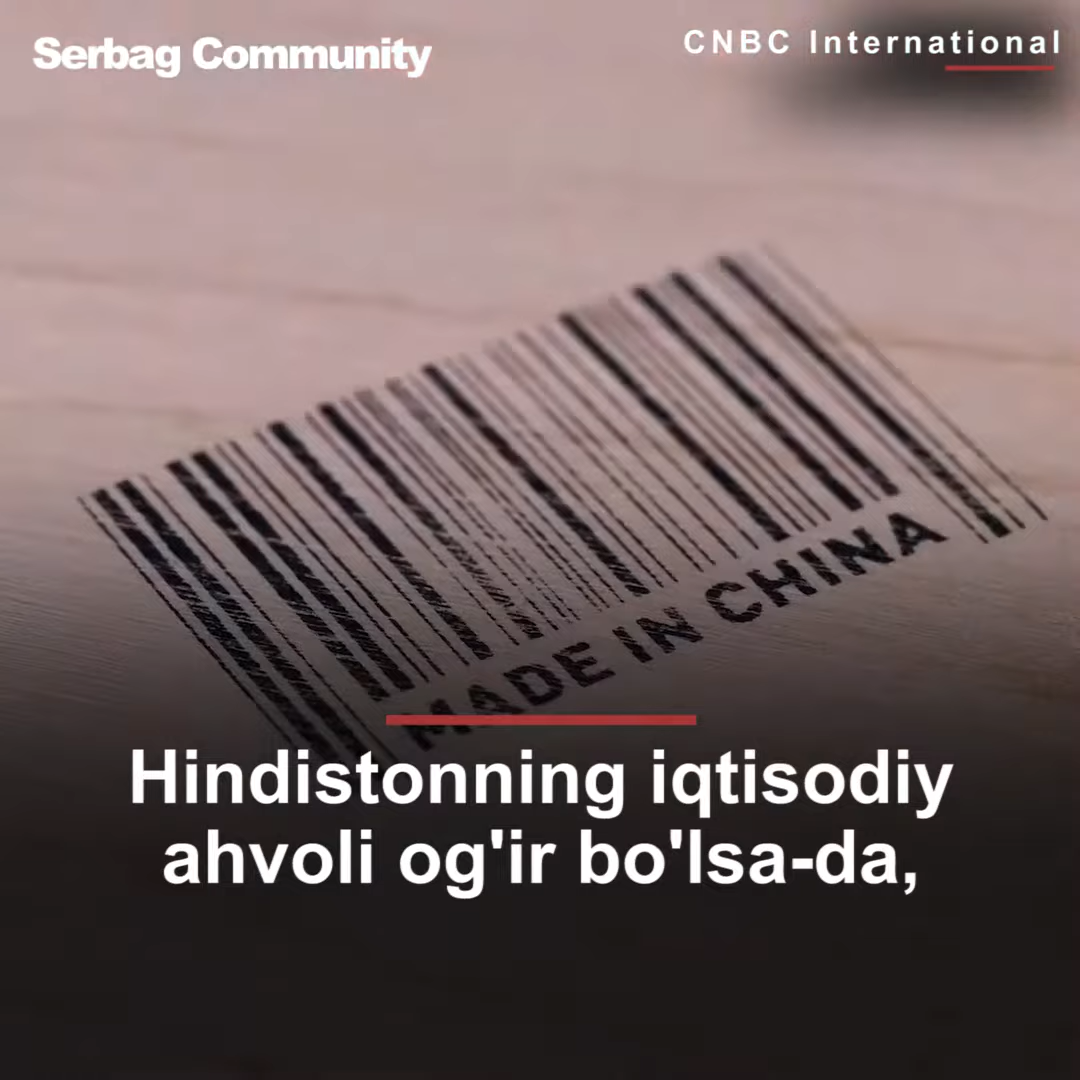 Serbag Community
CNBC International
MADE IN CHINA
Hindistonning iqtisodiy
ahvoli og'ir bo'lsa-da,